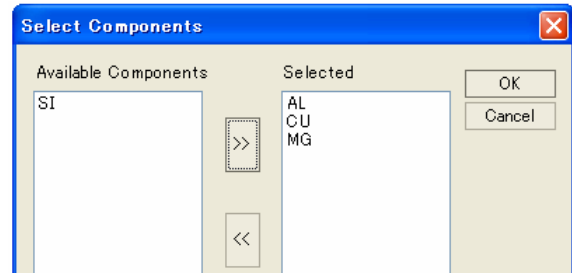 Select Components
Available Components
Selected
OK
SI
AL
CU
MG
>>
Cancel
<<